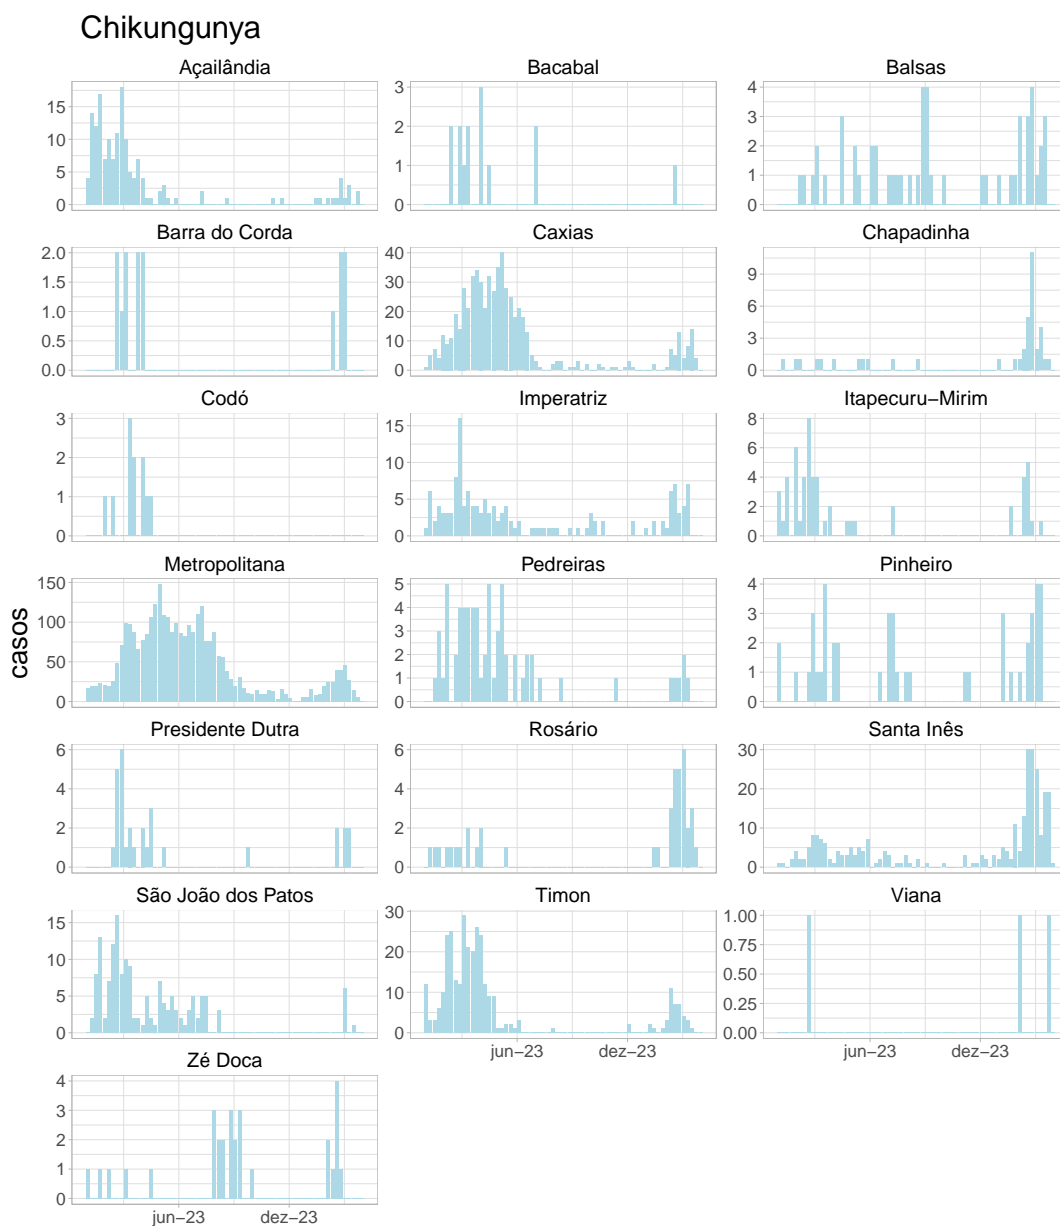 Chikungunya
Açailândia Bacabal Balsas
15 10 5 0
3 2 1 0
4 3 2 1 0
Barra do Corda Caxias Chapadinha
2.0 1.5 1.0 0.5 0.0
40 30 20 10 0
9 6 3 0
Codó Imperatriz Itapecuru−Mirim
3 2 1 0
15 10 5 0
8 6 4 2 0
Metropolitana Pedreiras Pinheiro
casos
150 100 50 0
5 4 3 2 1 0
4 3 2 1 0
Presidente Dutra Rosário Santa Inês
6 4 2 0
6 4 2 0
30 20 10 0
São João dos Patos Timon Viana
15 10 5 0
30 20 10 0
1.00 0.75 0.50 0.25 0.00
jun−23 dez−23 jun−23 dez−23
Zé Doca
4 3 2 1 0
jun−23 dez−23